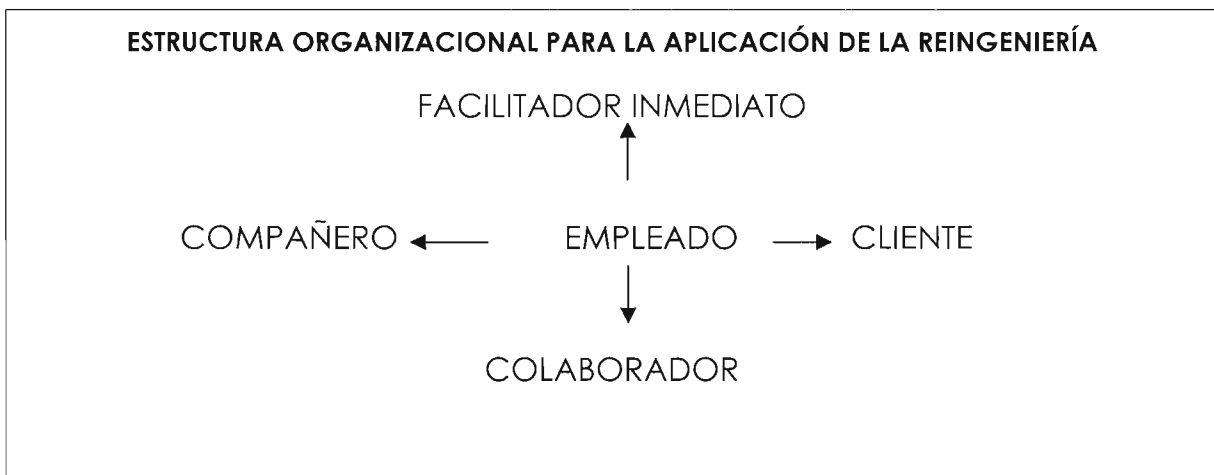 ESTRUCTURA ORGANIZACIONAL PARA LA APLICACIÓN DE LA REINGENIERÍA
FACILITADOR INMEDIATO
COMPAÑERO EMPLEADO CLIENTE
COLABORADOR